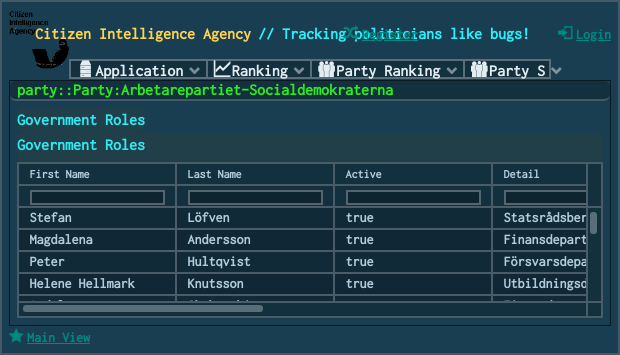 Citizen
Intelligence
Agency
Citizen Intelligence Agency // Tracking politicians like bugs!
Register
Login
Application
Ranking
Party Ranking
Party S
party::Party:Arbetarepartiet-Socialdemokraterna
Government Roles
Government Roles
First Name Last Name Active Detail
Stefan Löfven true Statsrådsber
Magdalena Andersson true Finansdepart
Peter Hultqvist true Försvarsdepa
Helene Hellmark Knutsson true Utbildningsd
Main View